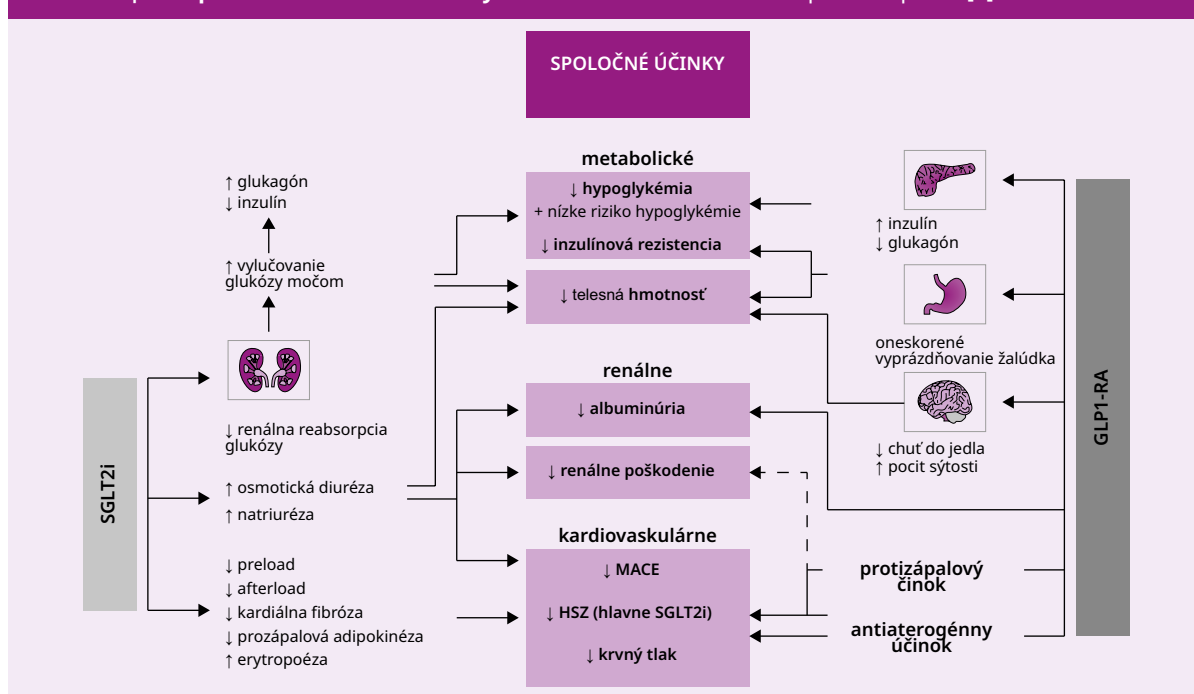 SPOLOČNÉ ÚČINKY
metabolické
↓ hypoglykémia
+ nízke riziko hypoglykémie
↓ inzulínová rezistencia
↓ telesná hmotnosť
renálne
↓ albuminúria
↓ renálne poškodenie
kardiovaskulárne
↓ MACE
↓ HSZ (hlavne SGLT2i)
↓ krvný tlak
SGLT2i
↑ glukagón
↓ inzulín
↑ vylučovanie
glukózy močom
↓ renálna reabsorpcia
glukózy
↑ osmotická diuréza
↑ natriuréza
↓ preload
↓ afterload
↓ kardiálna fibróza
↓ prozápalová adipokinéza
↑ erytropoéza
GLP1-RA
↑ inzulín
↓ glukagón
oneskorené
vyprázdňovanie žalúdka
↓ chuť do jedla
↑ pocit sýtosti
protizápalový
činok
antiaterogénny
účinok